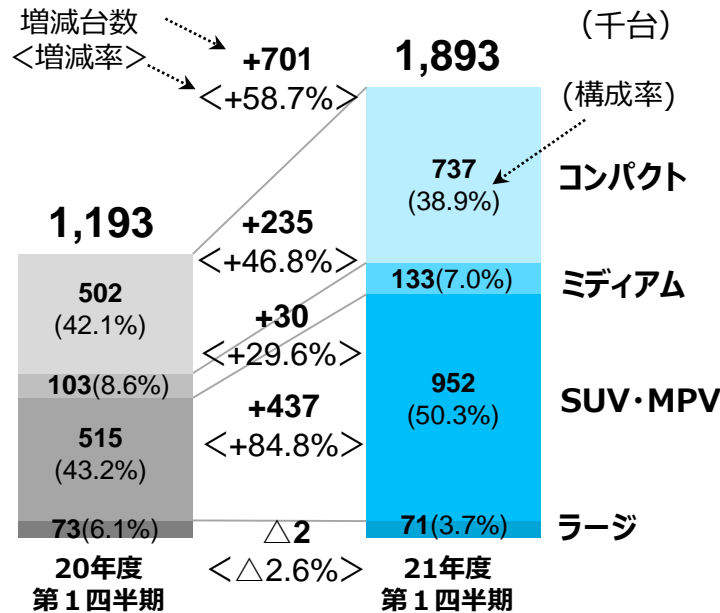 増減台数
＜増減率＞
（千台）
+701
＜+58.7%＞
1,893
(構成率)
737
(38.9%)
コンパクト
1,193
+235
＜+46.8%＞
133(7.0%)
ミディアム
502
(42.1%)
+30
＜+29.6%＞
103(8.6%)
952
(50.3%)
SUV・MPV
+437
＜+84.8%＞
515
(43.2%)
73(6.1%)
△2
＜△2.6%＞
71(3.7%)
ラージ
20年度
第１四半期
21年度
第１四半期